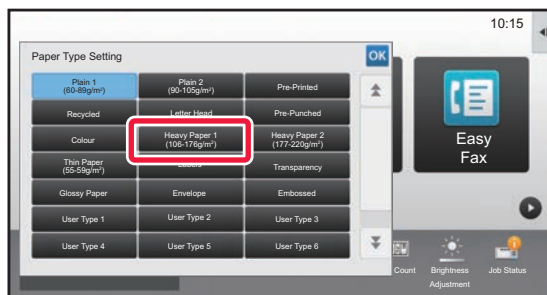 10:15
Paper Type Setting
OK
Plain 1
(60-89g/m²)
Plain 2
(90-105g/m²)
Pre-Printed
Recycled
Letter Head
Pre-Punched
Colour
Heavy Paper 1
(106-176g/m²)
Heavy Paper 2
(177-220g/m²)
Thin Paper
(55-59g/m²)
Labels
Transparency
Glossy Paper
Envelope
Embossed
User Type 1
User Type 2
User Type 3
User Type 4
User Type 5
User Type 6
Easy
Fax
Count
Brightness
Adjustment
Job Status